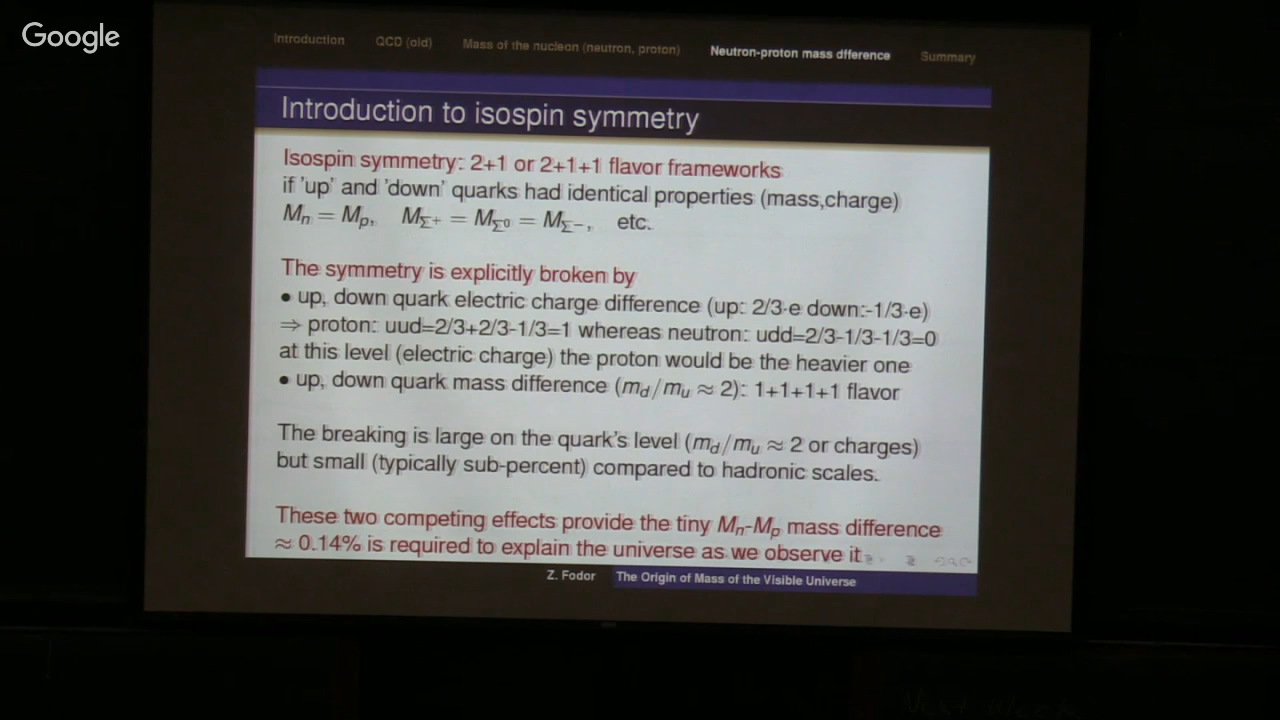 Google
Introduction QCD (old) Mass of the nucleon (neutron, proton) Neutron-proton mass dfference Summary
Introduction to isospin symmetry
Isospin symmetry: 2+1 or 2+1+1 flavor frameworks
if 'up' and 'down' quarks had identical properties (mass,charge)
Mn = Mp, MΣ+ = MΣ0 = MΣ−, etc.
The symmetry is explicitly broken by
• up, down quark electric charge difference (up: 2/3·e down:-1/3·e)
⇒ proton: uud=2/3+2/3-1/3=1 whereas neutron: udd=2/3-1/3-1/3=0
at this level (electric charge) the proton would be the heavier one
• up, down quark mass difference (md/mu ≈ 2): 1+1+1+1 flavor
The breaking is large on the quark's level (md/mu ≈ 2 or charges)
but small (typically sub-percent) compared to hadronic scales.
These two competing effects provide the tiny Mn-Mp mass difference
≈ 0.14% is required to explain the universe as we observe it
Z. Fodor The Origin of Mass of the Visible Universe